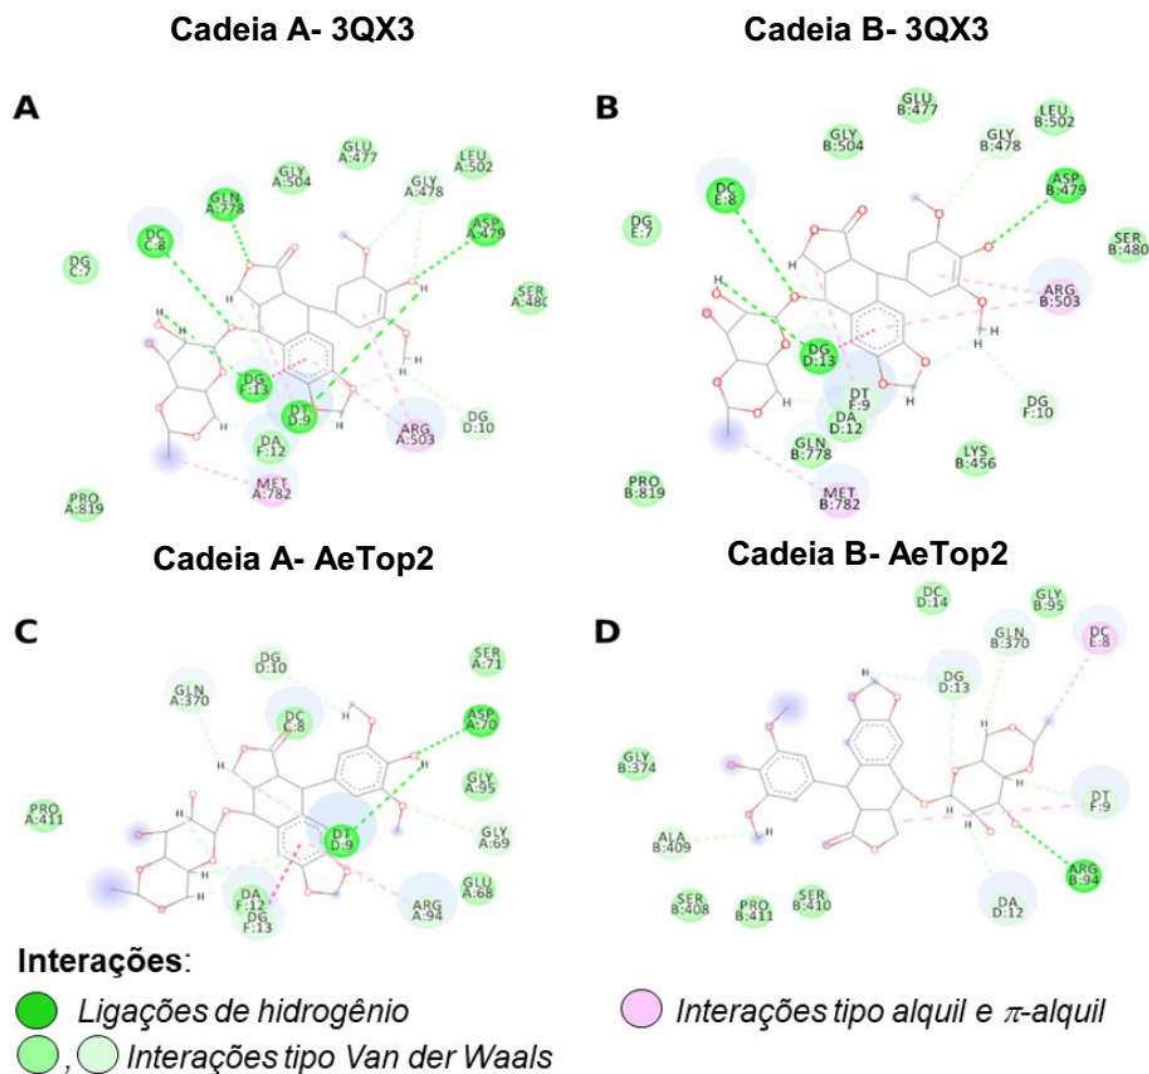 Cadeia A- 3QX3
Cadeia B- 3QX3
A
GLN
A:778
GLY
A:504
GLU
A:477
GLY
A:478
LEU
A:502
ASP
A:479
DC
C:8
DG
C:7
SER
A:480
H
H
H
DG
F:13
DT
D:9
H
H
H
H
DA
F:12
ARG
A:503
DG
D:10
MET
A:782
PRO
A:819
B
GLY
B:504
GLU
B:477
GLY
B:478
LEU
B:502
ASP
B:479
DC
E:8
DG
E:7
SER
B:480
H
H
ARG
B:503
H
DG
D:13
DT
F:9
H
H
DA
D:12
DG
F:10
GLN
B:778
LYS
B:456
PRO
B:819
MET
B:782
Cadeia A- AeTop2
Cadeia B- AeTop2
C
DG
D:10
SER
A:71
GLN
A:370
DC
C:8
ASP
A:70
H
H
H
GLY
A:95
PRO
A:411
H
DT
D:9
GLY
A:69
H
H
DA
F:12
DG
F:13
GLU
A:68
ARG
A:94
D
DC
D:14
GLY
B:95
GLN
B:370
DC
E:8
H
DG
D:13
H
GLY
B:374
H
DT
F:9
ALA
B:409
H
H
ARG
B:94
SER
B:408
PRO
B:411
SER
B:410
DA
D:12
Interações:
Ligações de hidrogênio
, Interações tipo Van der Waals
Interações tipo alquil e π-alquil